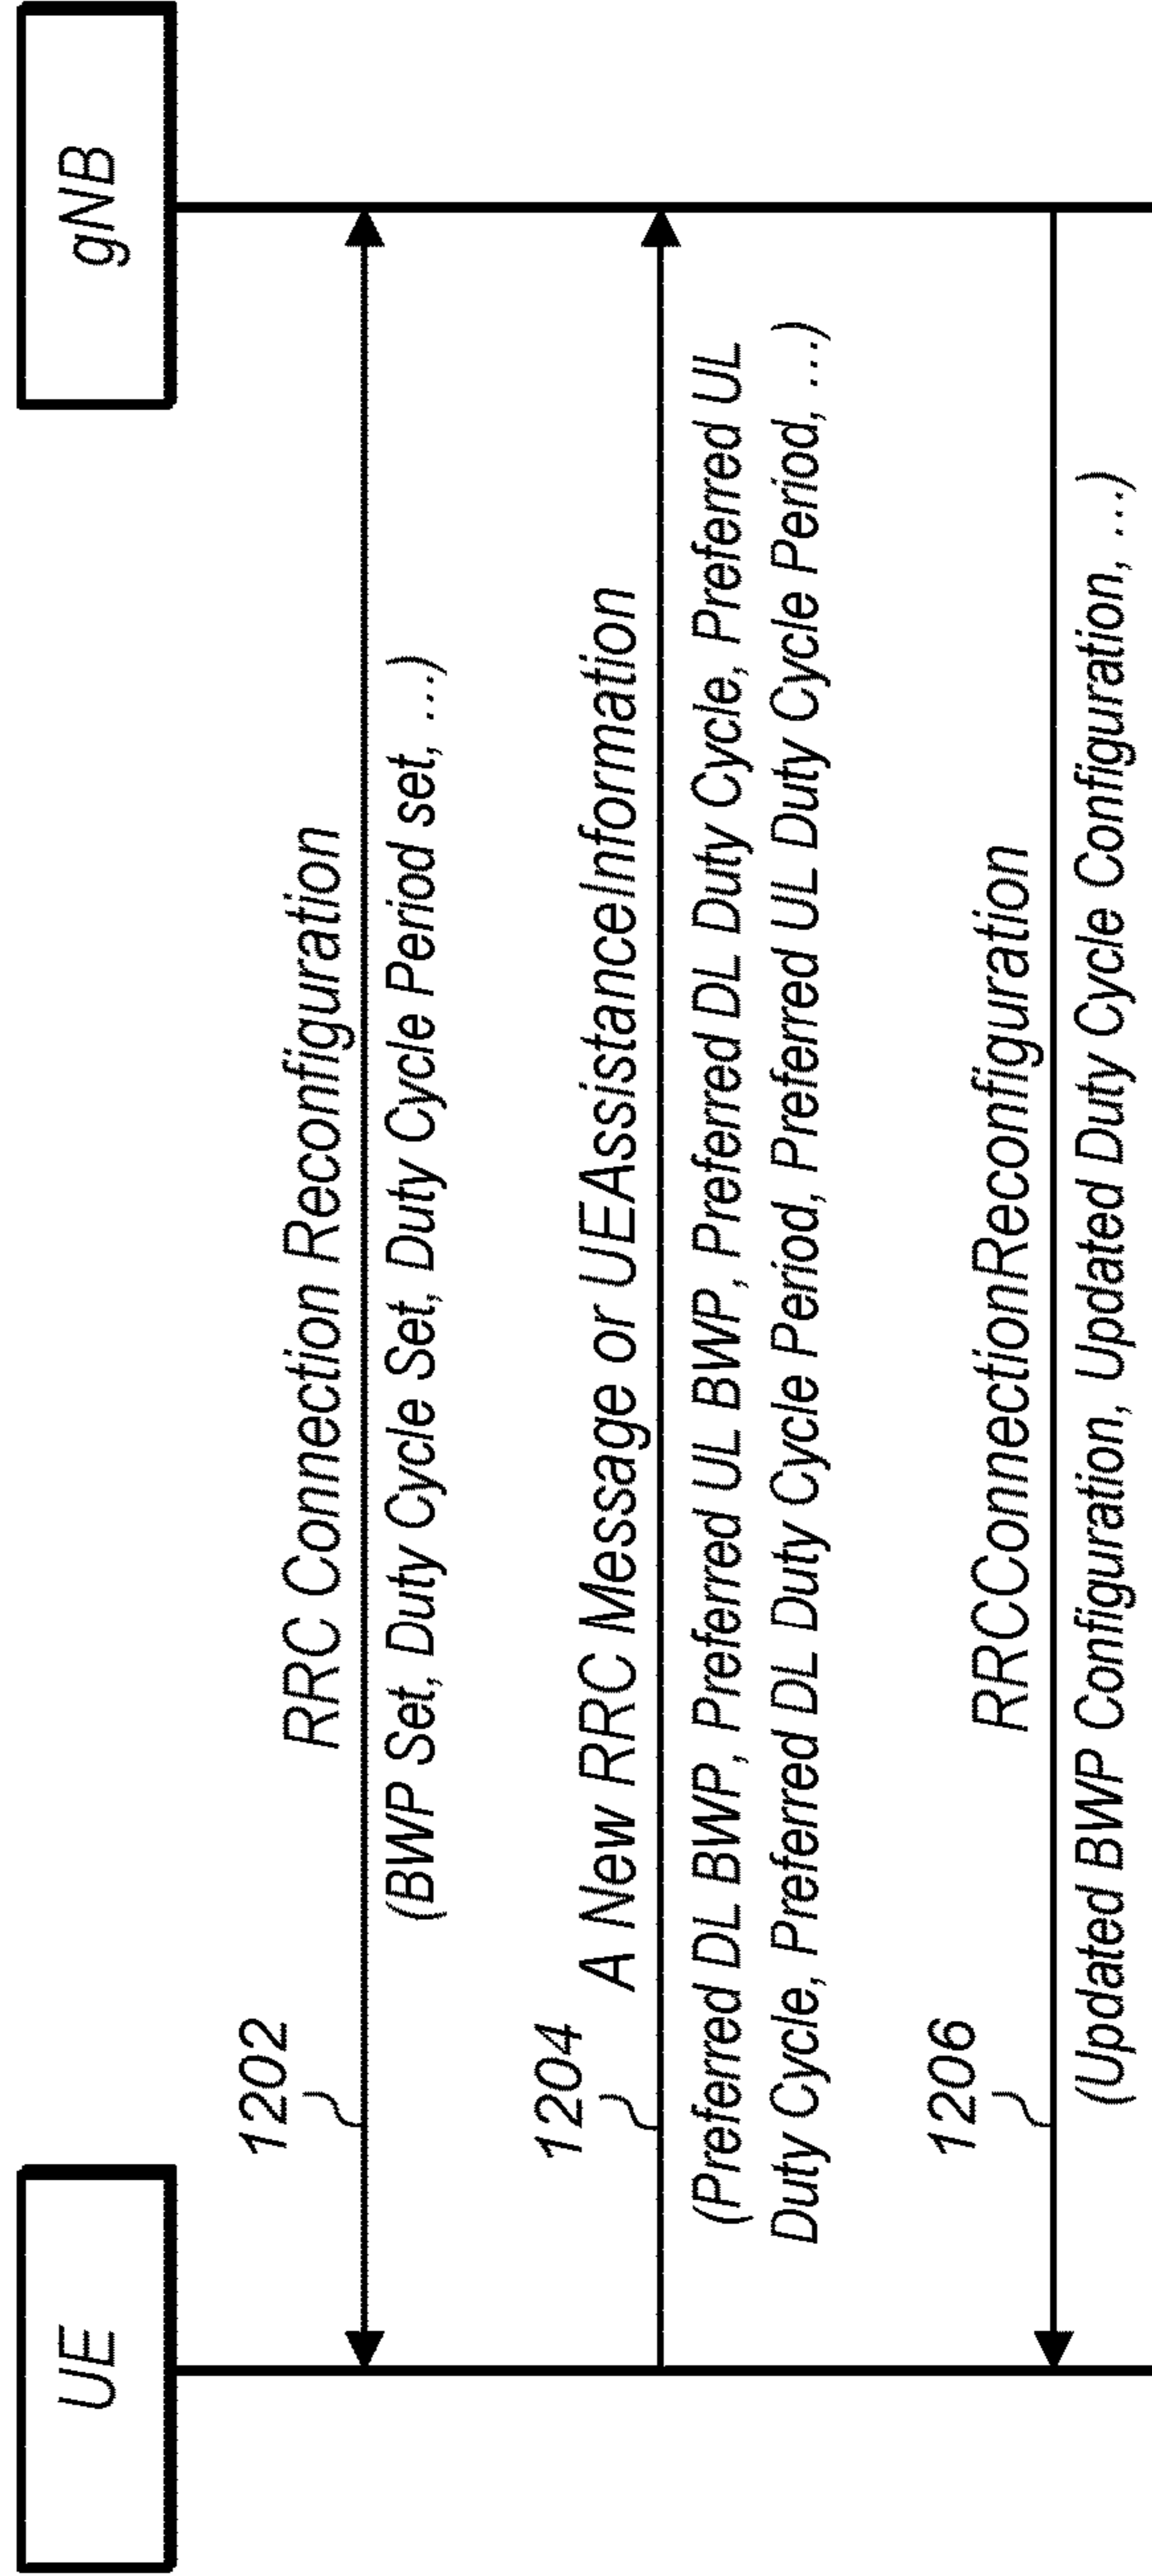 UE
gNB
1202
RRC Connection Reconfiguration
(BWP Set, Duty Cycle Set, Duty Cycle Period set, ...)
1204
A New RRC Message or UEAssistanceInformation
(Preferred DL BWP, Preferred UL BWP, Preferred DL Duty Cycle, Preferred UL
Duty Cycle, Preferred DL Duty Cycle Period, Preferred UL Duty Cycle Period, ...)
1206
RRCConnectionReconfiguration
(Updated BWP Configuration, Updated Duty Cycle Configuration, ...)